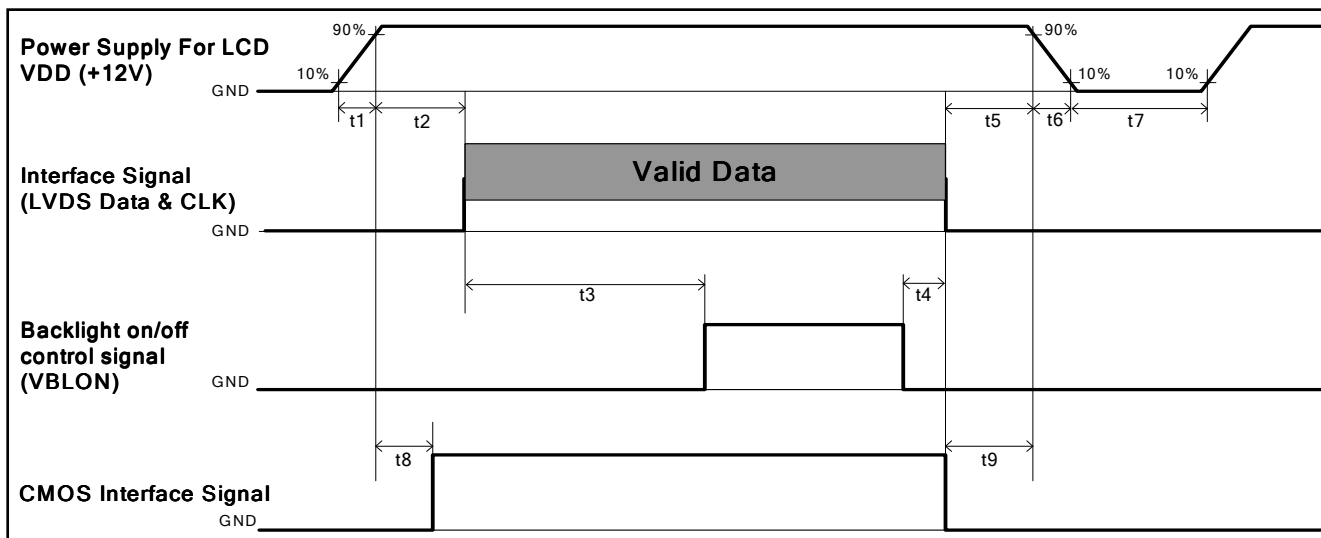 Power Supply For LCD
VDD (+12V)
90%
10%
GND
90%
10%
10%
t1
t2
t5
t6
t7
Interface Signal
(LVDS Data & CLK)
Valid Data
GND
t3
t4
Backlight on/off
control signal
(VBLON)
GND
t8
t9
CMOS Interface Signal
GND